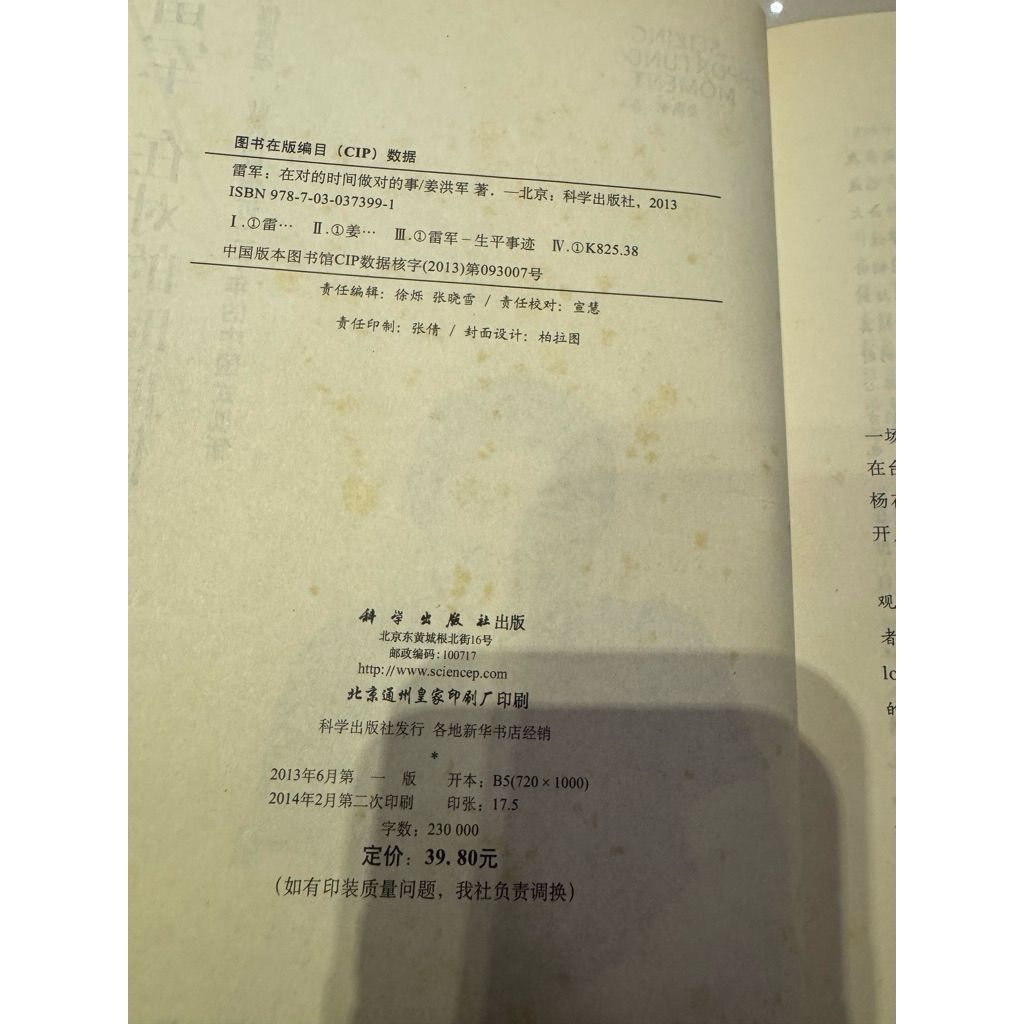 图书在版编目（CIP）数据
雷军：在对的时间做对的事/姜洪军 著．—北京：科学出版社，2013
ISBN 978-7-03-037399-1
Ⅰ.①雷… Ⅱ.①姜… Ⅲ.①雷军－生平事迹 Ⅳ.①K825.38
中国版本图书馆CIP数据核字(2013)第093007号
责任编辑：徐烁 张晓雪 / 责任校对：宣慧
责任印制：张倩 / 封面设计：柏拉图
科学出版社出版
北京东黄城根北街16号
邮政编码：100717
http://www.sciencep.com
北京通州皇家印刷厂印刷
科学出版社发行 各地新华书店经销
*
2013年6月第 一 版 开本：B5(720×1000)
2014年2月第二次印刷 印张：17.5
字数：230 000
定价：39.80元
（如有印装质量问题，我社负责调换）
一场
在台
杨
开
观
者
lo
的